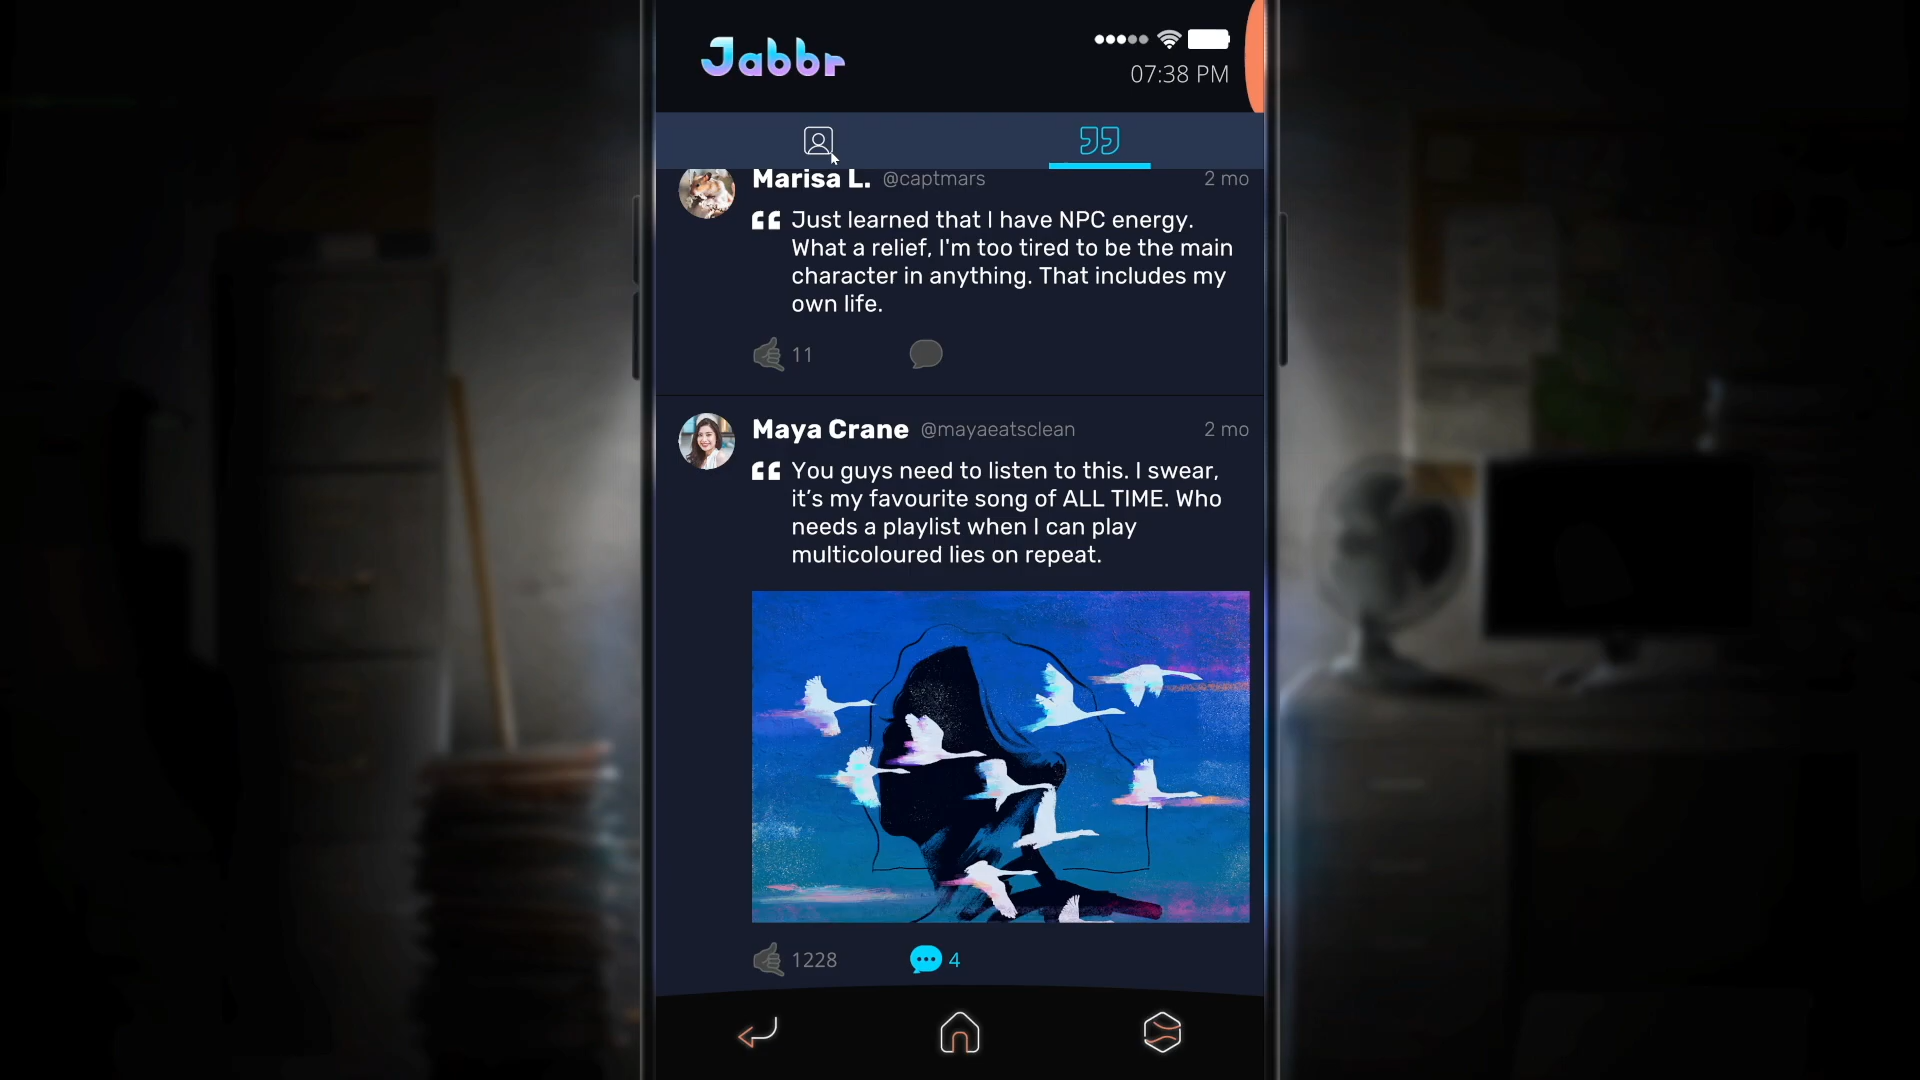 Jabbr
07:38 PM
Marisa L. @captmars 2 mo
Just learned that I have NPC energy.
What a relief, I'm too tired to be the main
character in anything. That includes my
own life.
11
Maya Crane @mayaeatsclean 2 mo
You guys need to listen to this. I swear,
it’s my favourite song of ALL TIME. Who
needs a playlist when I can play
multicoloured lies on repeat.
1228 4